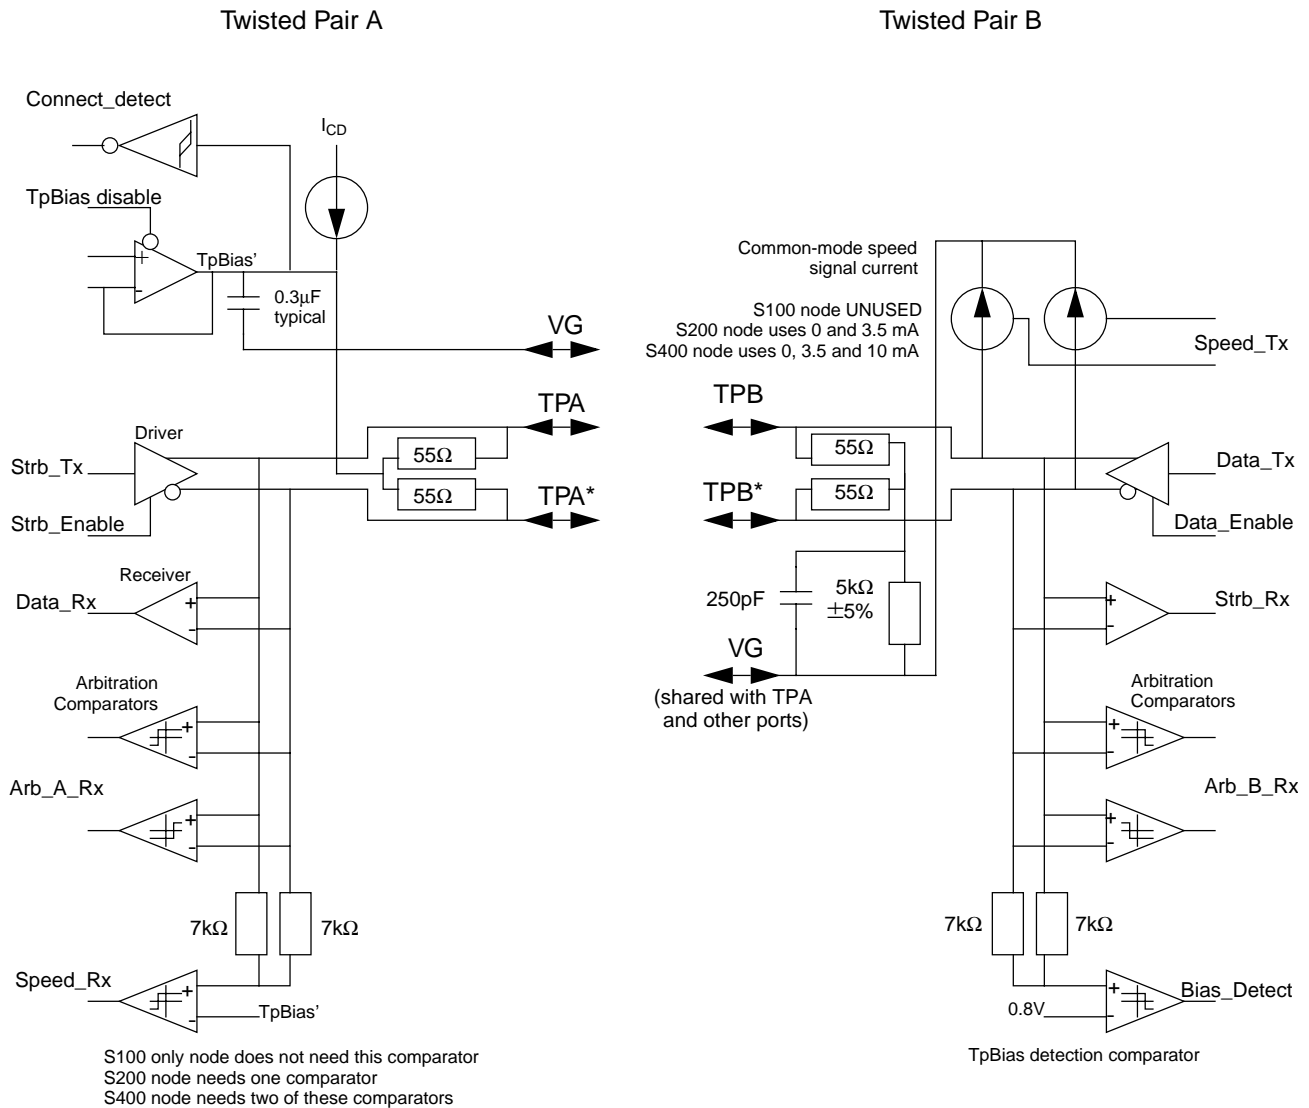 Twisted Pair A
Twisted Pair B
Connect_detect
I_CD
TpBias disable
+
-
TpBias'
0.3µF
typical
VG
TPA
Driver
55Ω
Strb_Tx
55Ω
TPA*
Strb_Enable
Receiver
Data_Rx
+
-
Arbitration
Comparators
+
-
Arb_A_Rx
+
-
7kΩ
7kΩ
Speed_Rx
+
-
TpBias'
S100 only node does not need this comparator
S200 node needs one comparator
S400 node needs two of these comparators
Common-mode speed
signal current
S100 node UNUSED
S200 node uses 0 and 3.5 mA
S400 node uses 0, 3.5 and 10 mA
Speed_Tx
TPB
55Ω
Data_Tx
TPB*
55Ω
Data_Enable
250pF
5kΩ
±5%
Strb_Rx
+
-
VG
(shared with TPA
and other ports)
Arbitration
Comparators
+
-
Arb_B_Rx
+
-
7kΩ
7kΩ
+
-
Bias_Detect
0.8V
TpBias detection comparator